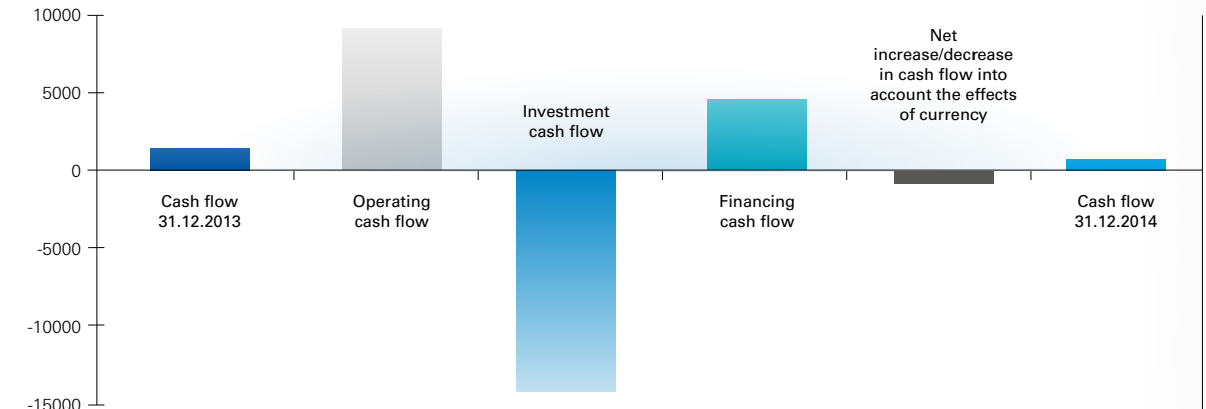 10000
5000
0
-5000
-10000
-15000
Cash flow
31.12.2013
Operating
cash flow
Investment
cash flow
Financing
cash flow
Net
increase/decrease
in cash flow into
account the effects
of currency
Cash flow
31.12.2014